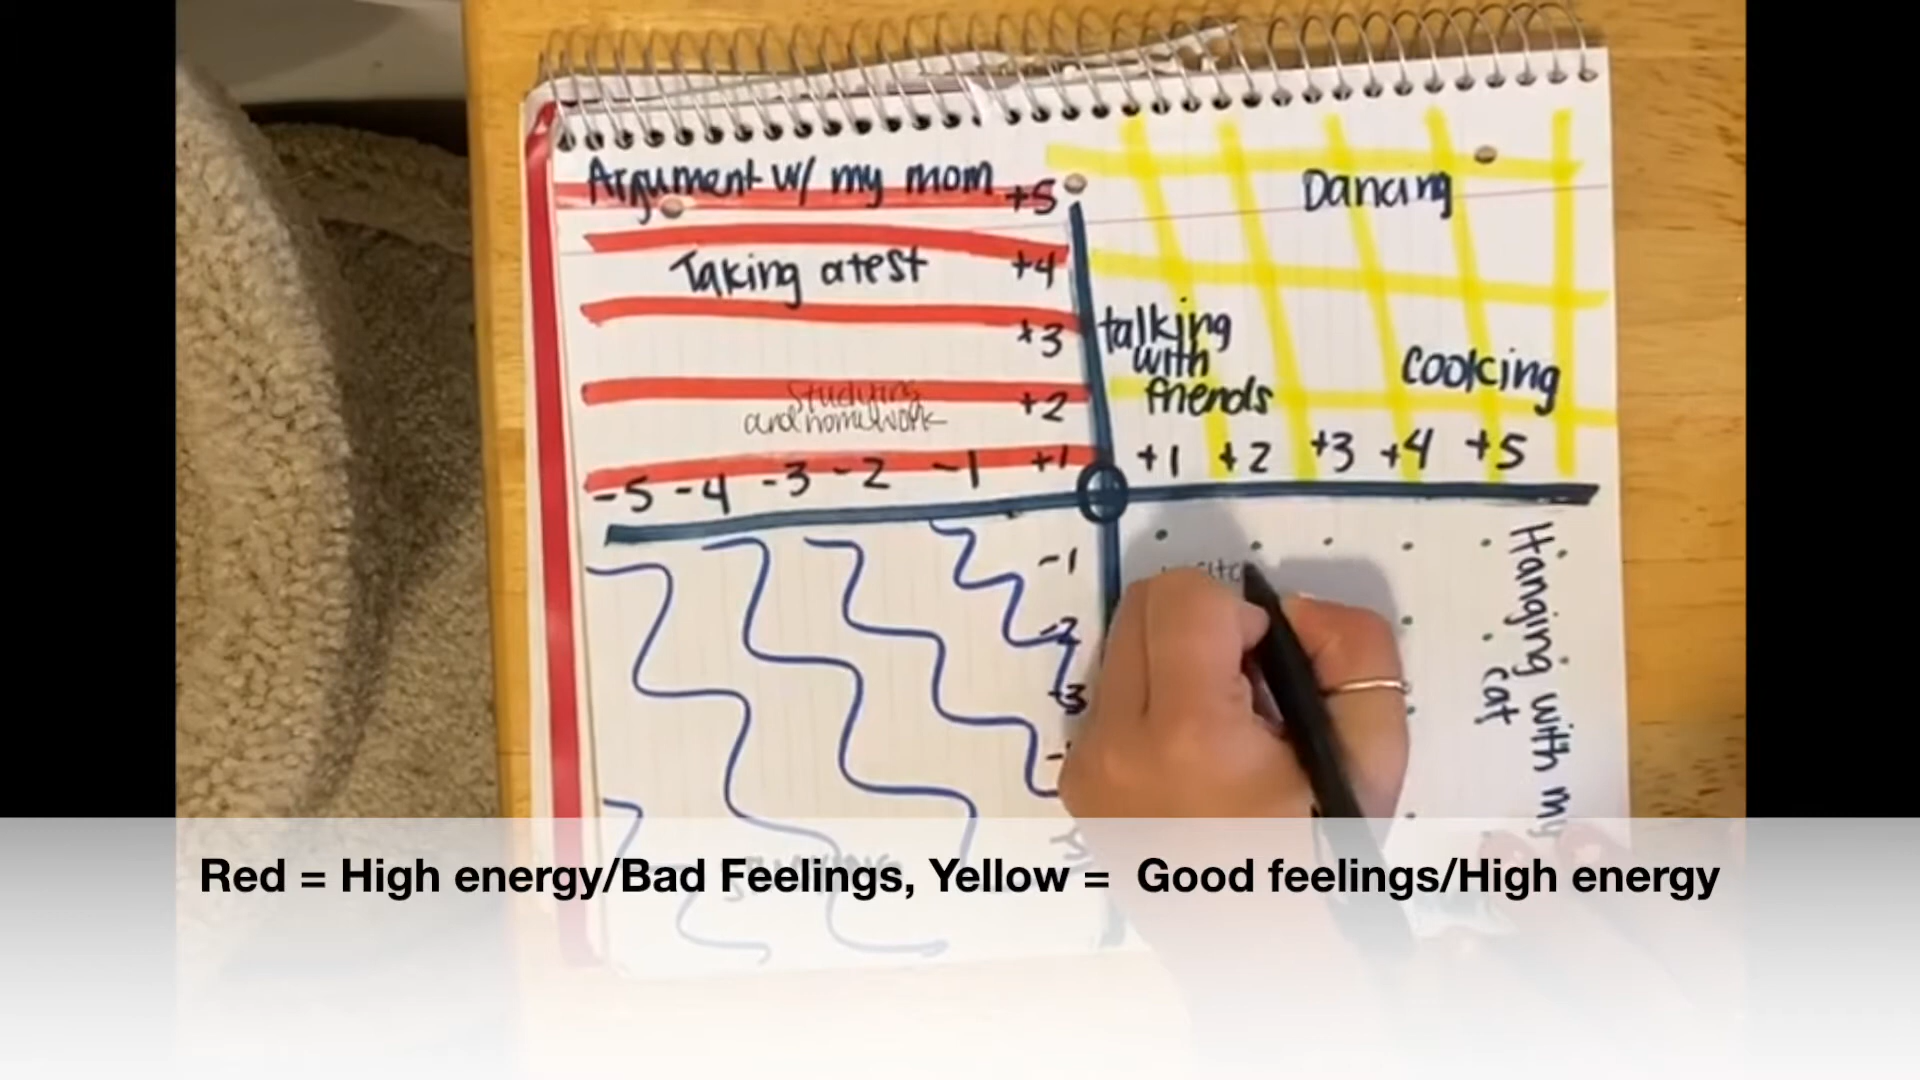 Argument w/ my mom
+5
Dancing
Taking a test
+4
+3
talking
with
friends
Cooking
Studying
and homework
+2
-5 -4 -3 -2 -1 +1
+1 +2 +3 +4 +5
-1
-2
-3
Hanging with my
cat
Red = High energy/Bad Feelings, Yellow = Good feelings/High energy